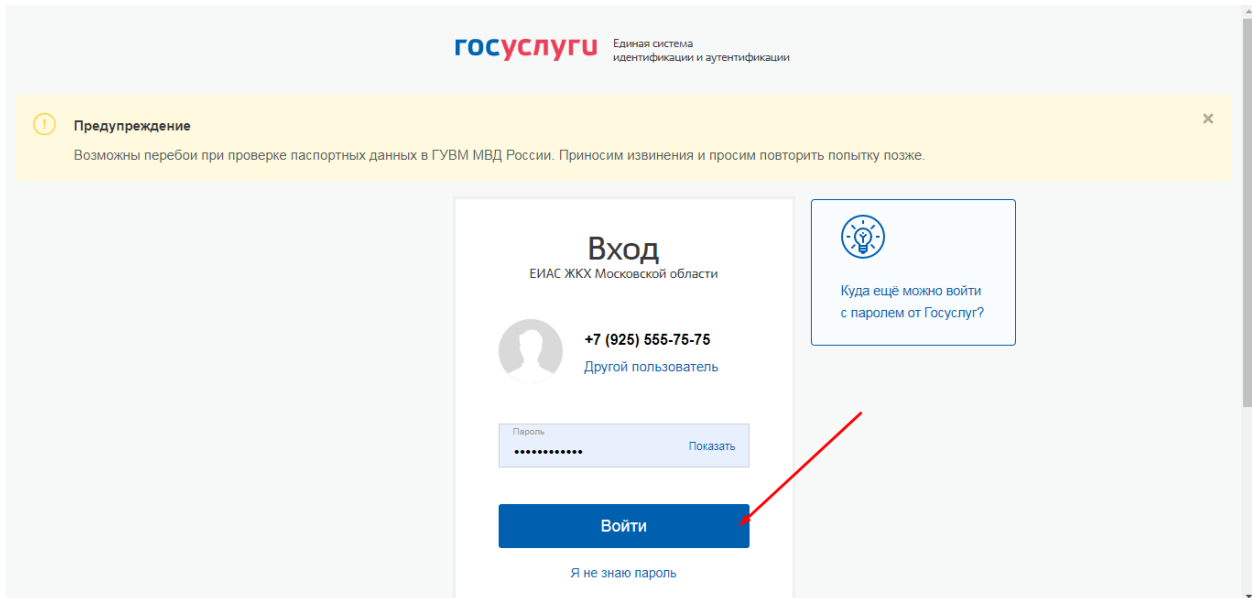 госуслуги
Единая система
идентификации и аутентификации
Предупреждение
Возможны перебои при проверке паспортных данных в ГУВМ МВД России. Приносим извинения и просим повторить попытку позже.
Вход
ЕИАС ЖКХ Московской области
+7 (925) 555-75-75
Другой пользователь
Пароль
•••••••••••• Показать
Войти
Я не знаю пароль
Куда ещё можно войти
с паролем от Госуслуг?